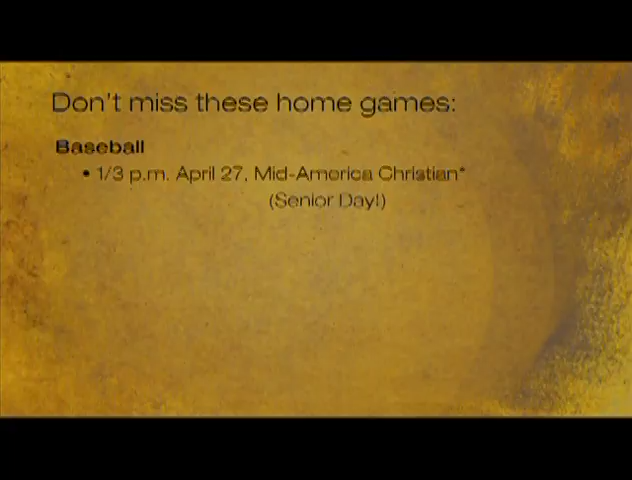 Don't miss these home games:
Baseball
• 1/3 p.m. April 27, Mid-America Christian*
(Senior Day!)